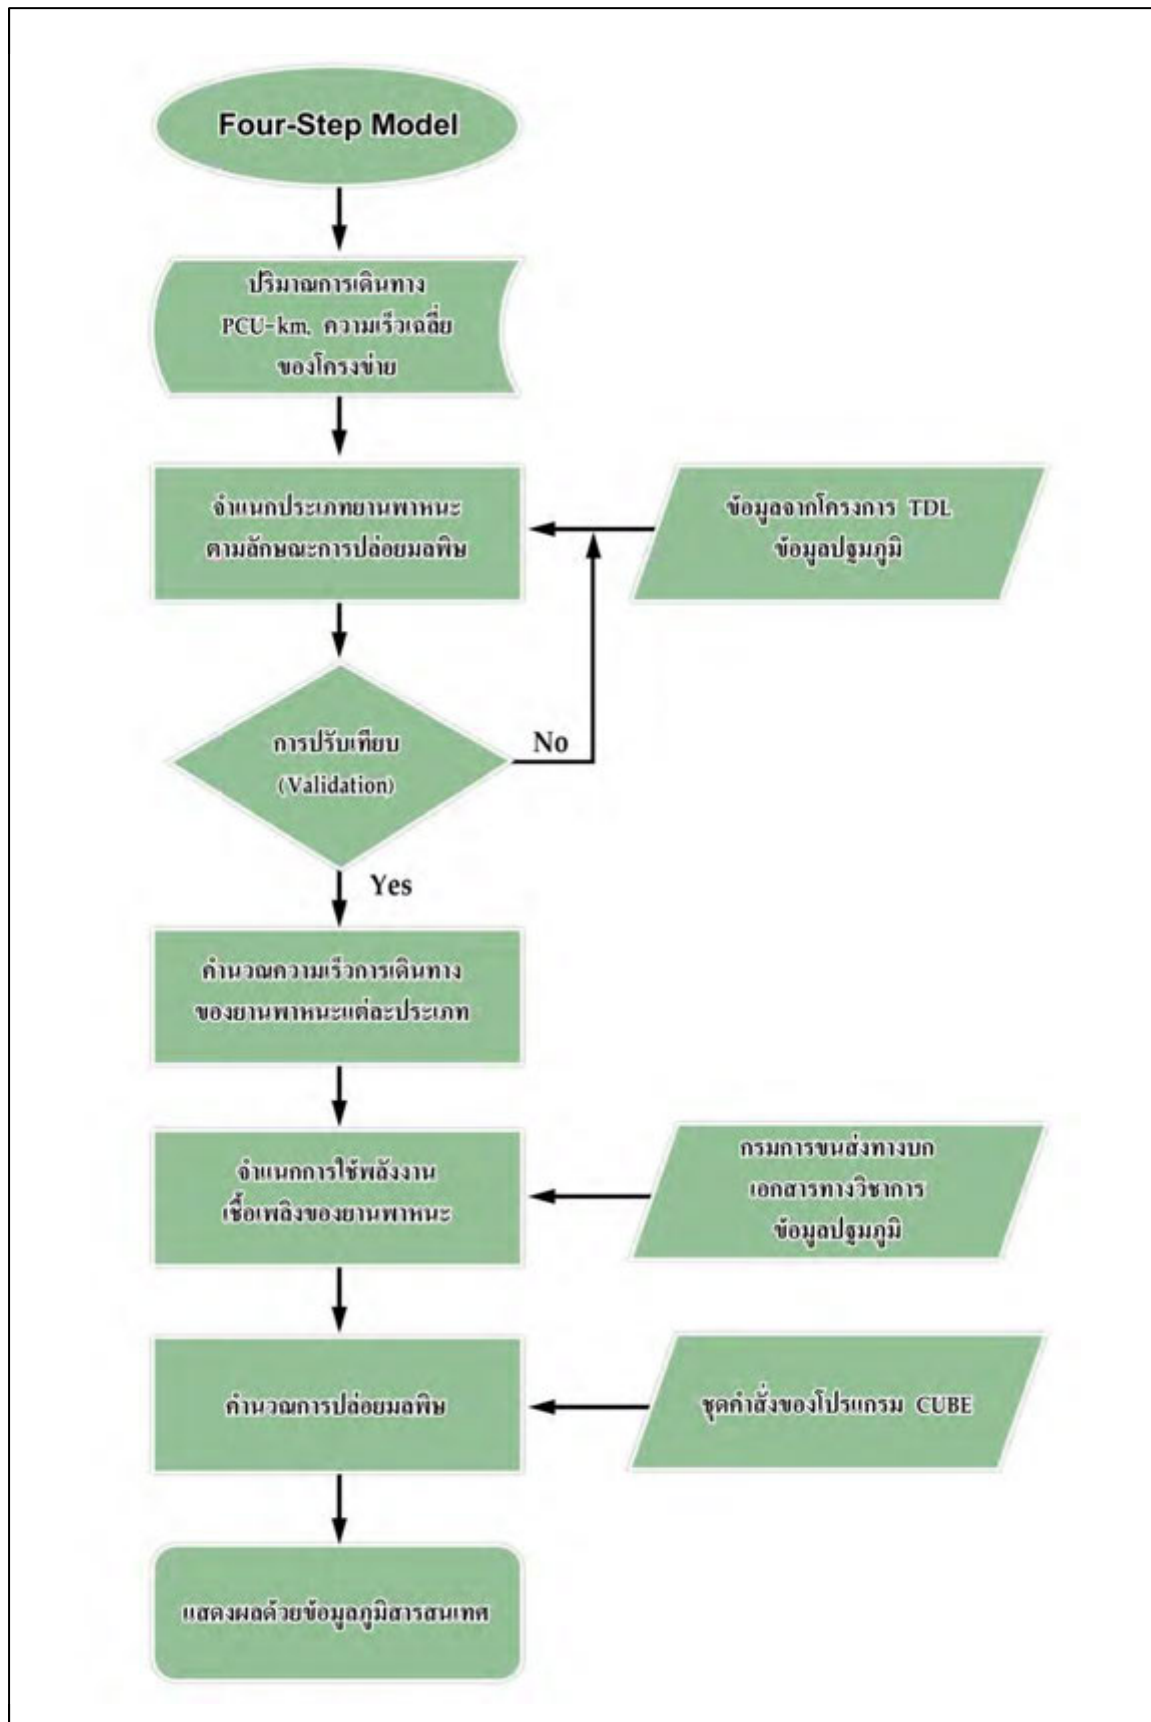 Four-Step Model
ปริมาณการเดินทาง
PCU-km. ความเร็วเฉลี่ย
ของโครงข่าย
จำแนกประเภทยานพาหนะ
ตามลักษณะการปล่อยมลพิษ
ข้อมูลจากโครงการ TDL
ข้อมูลปฐมภูมิ
การปรับเทียบ
(Validation)
No
Yes
คำนวณความเร็วการเดินทาง
ของยานพาหนะแต่ละประเภท
จำแนกการใช้พลังงาน
เชื้อเพลิงของยานพาหนะ
กรมการขนส่งทางบก
เอกสารทางวิชาการ
ข้อมูลปฐมภูมิ
คำนวณการปล่อยมลพิษ
ชุดคำสั่งของโปรแกรม CUBE
แสดงผลด้วยข้อมูลภูมิสารสนเทศ